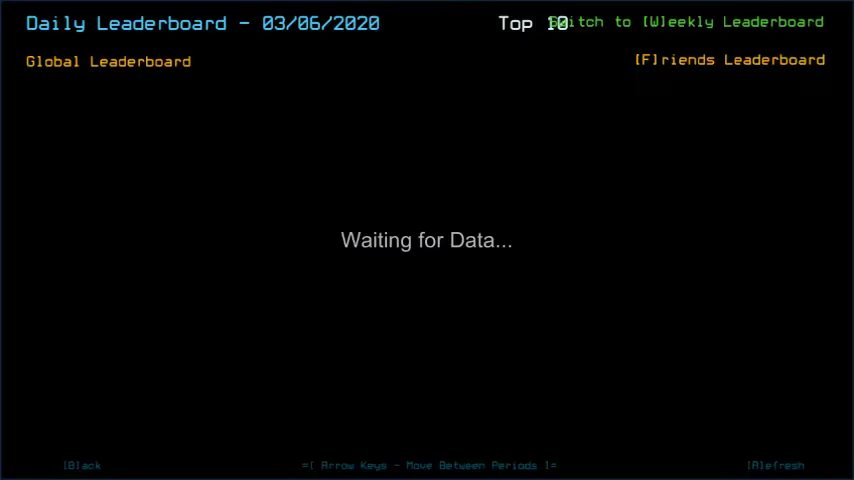 Daily Leaderboard - 03/06/2020 Top 10 Switch to [W]eekly Leaderboard
Global Leaderboard [F]riends Leaderboard
Waiting for Data...
[B]ack =[ Arrow Keys - Move Between Periods ]= [R]efresh